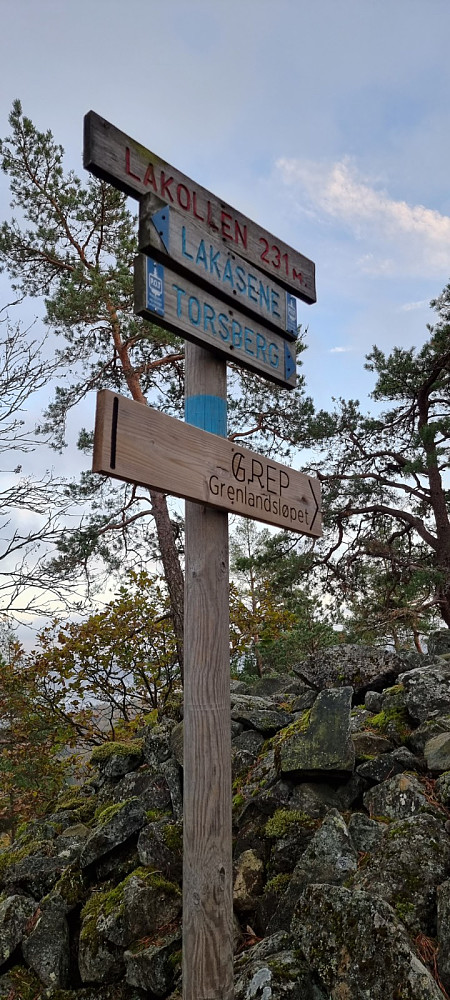 LAKOLLEN 231 M.
LAKÅSENE
TORSBERG
GREP
Grenlandsløpet